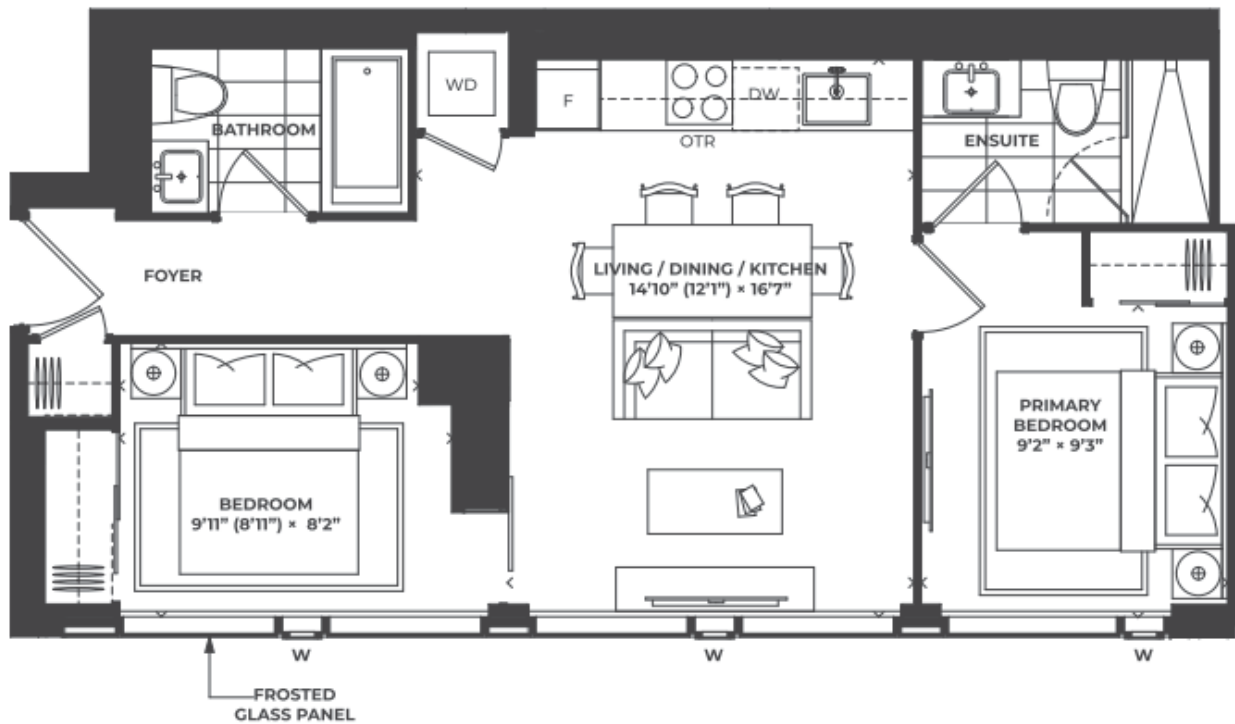 WD
F
DW
BATHROOM
OTR
ENSUITE
FOYER
LIVING / DINING / KITCHEN
14'10" (12'1") × 16'7"
PRIMARY
BEDROOM
9'2" × 9'3"
BEDROOM
9'11" (8'11") × 8'2"
W
W
W
FROSTED
GLASS PANEL